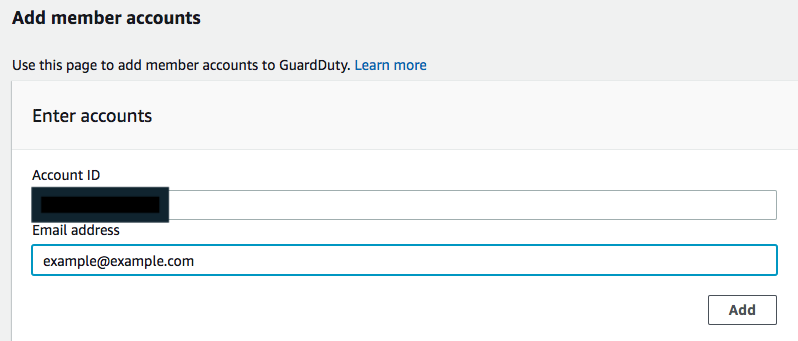 Add member accounts
Use this page to add member accounts to GuardDuty. Learn more
Enter accounts
Account ID
Email address
example@example.com
Add